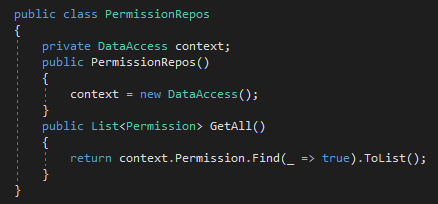 public class PermissionRepos
{
    private DataAccess context;
    public PermissionRepos()
    {
        context = new DataAccess();
    }
    public List<Permission> GetAll()
    {
        return context.Permission.Find(_ => true).ToList();
    }
}